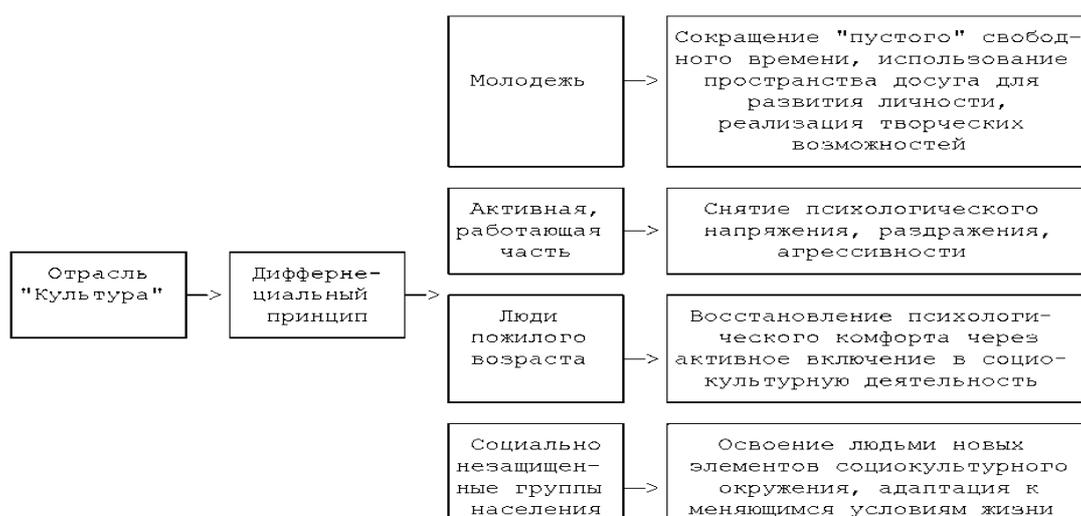 Отрасль
"Культура"
Дифферне-
циальный
принцип
Молодежь
Сокращение "пустого" свобод-
ного времени, использование
пространства досуга для
развития личности,
реализация творческих
возможностей
Активная,
работающая
часть
Снятие психологического
напряжения, раздражения,
агрессивности
Люди
пожилого
возраста
Восстановление психологи-
ческого комфорта через
активное включение в социо-
культурную деятельность
Социально
незащищен-
ные группы
населения
Освоение людьми новых
элементов социокультурного
окружения, адаптация к
меняющимся условиям жизни